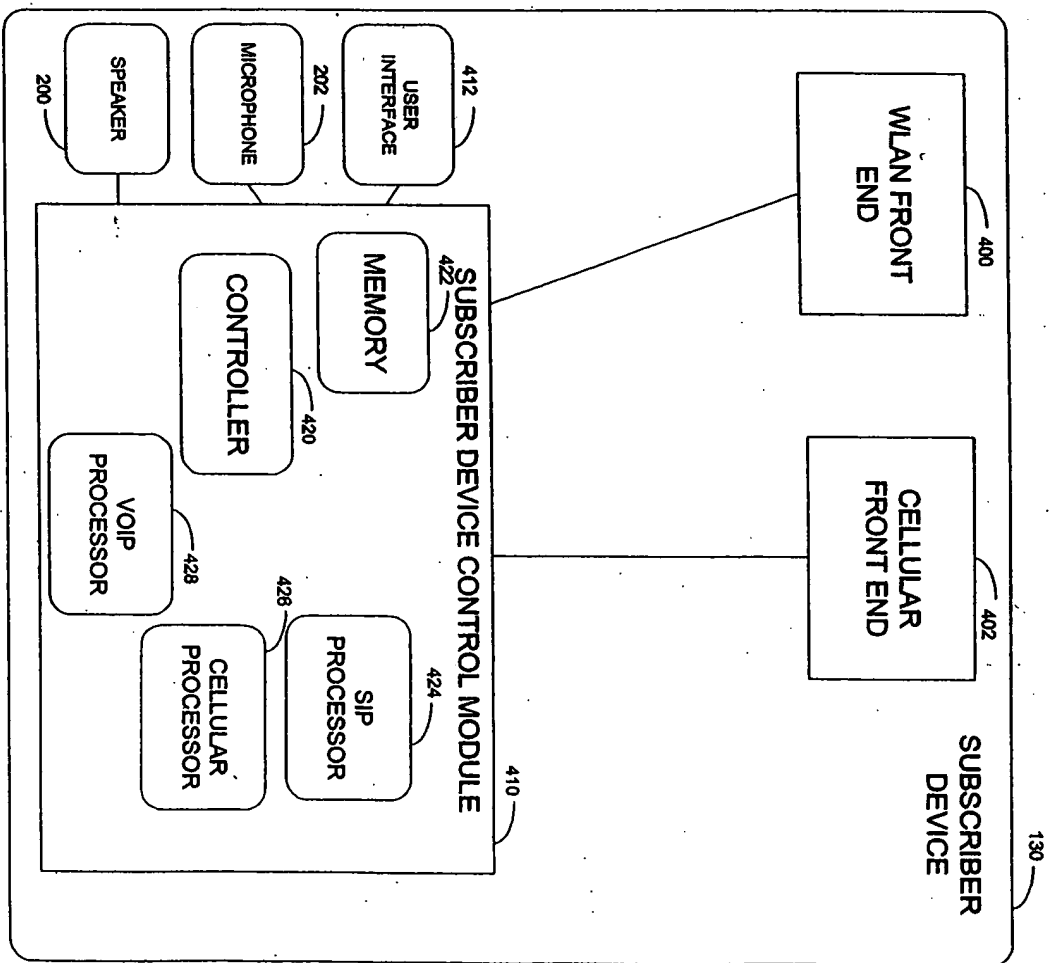 130
SUBSCRIBER
DEVICE
WLAN FRONT
END
400
CELLULAR
FRONT END
402
SUBSCRIBER DEVICE CONTROL MODULE
410
USER
INTERFACE
412
MICROPHONE
202
SPEAKER
200
422
MEMORY
CONTROLLER
420
SIP
PROCESSOR
424
426
CELLULAR
PROCESSOR
VOIP
PROCESSOR
428